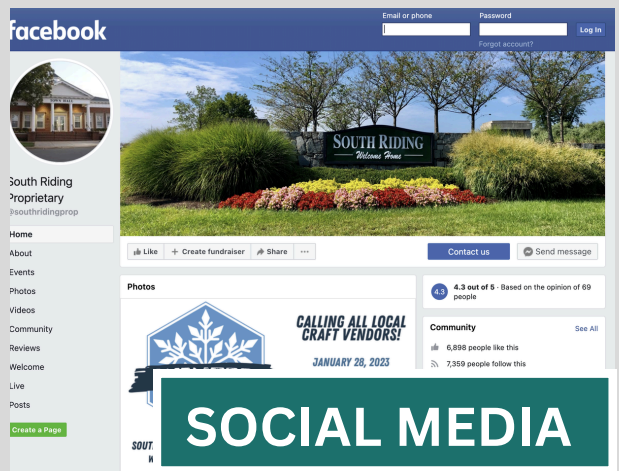 facebook
Email or phone
Password
Log In
Forgot account?
TOWN HALL
SOUTH RIDING
Welcome Home
South Riding
Proprietary
@southridingprop
Home
About
Events
Photos
Videos
Community
Reviews
Welcome
Live
Posts
Create a Page
Like
+ Create fundraiser
Share
Contact us
Send message
Photos
CALLING ALL LOCAL
CRAFT VENDORS!
JANUARY 28, 2023
4.3
4.3 out of 5 · Based on the opinion of 69
people
Community
See All
6,898 people like this
7,359 people follow this
SOCIAL MEDIA